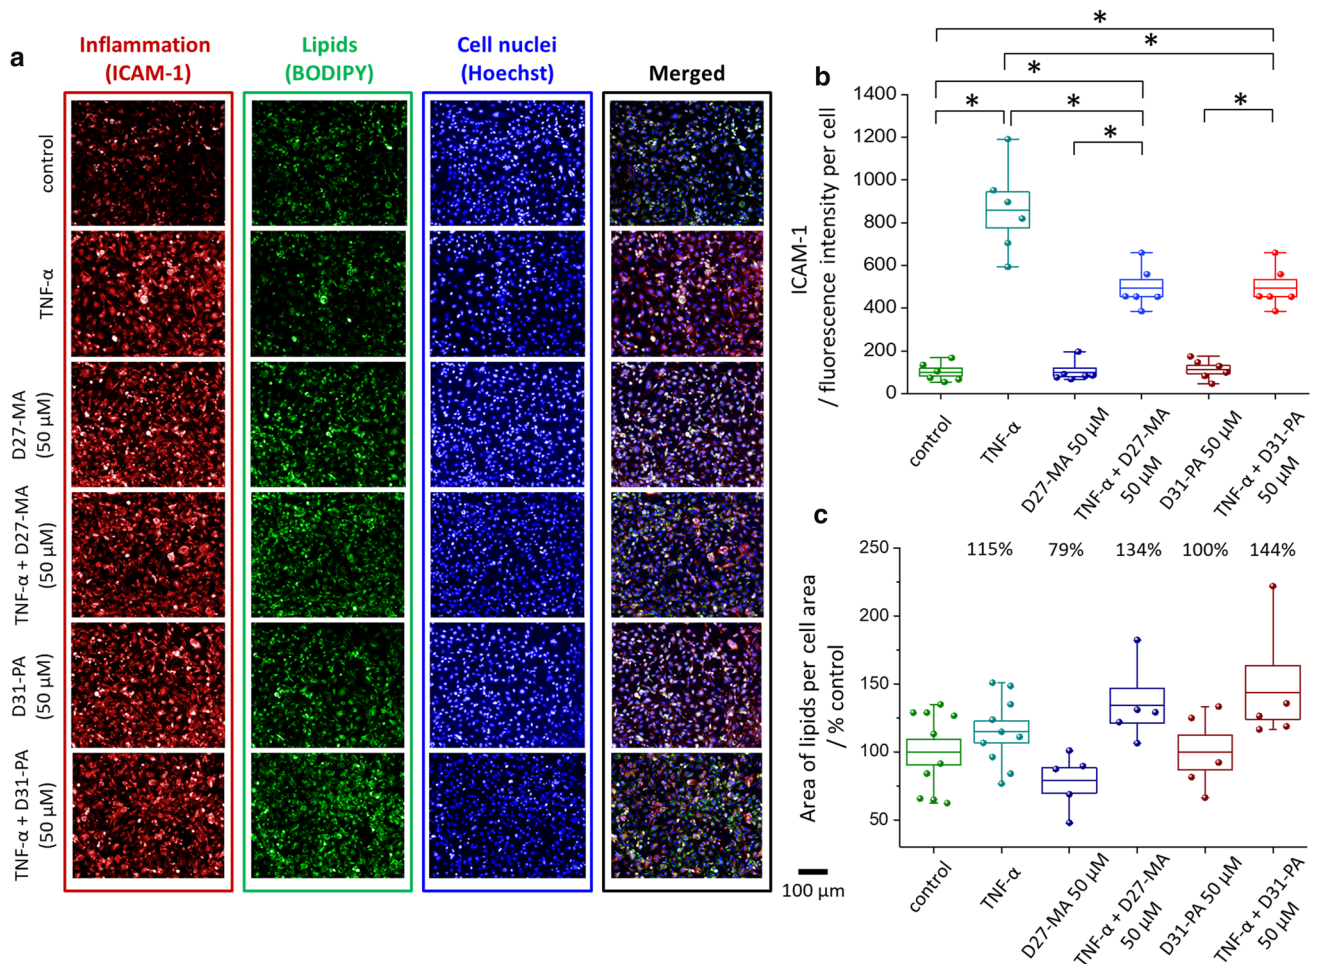 a
Inflammation
(ICAM-1)
Lipids
(BODIPY)
Cell nuclei
(Hoechst)
Merged
control
TNF-α
D27-MA
(50 µM)
TNF-α + D27-MA
(50 µM)
D31-PA
(50 µM)
TNF-α + D31-PA
(50 µM)
100 µm
b
*
*
*
*
*
*
*
ICAM-1
/ fluorescence intensity per cell
1400
1200
1000
800
600
400
200
0
control
TNF-α
D27-MA 50 µM
TNF-α + D27-MA
50 µM
D31-PA 50 µM
TNF-α + D31-PA
50 µM
c
Area of lipids per cell area
/ % control
250
200
150
100
50
115%
79%
134%
100%
144%
control
TNF-α
D27-MA 50 µM
TNF-α + D27-MA
50 µM
D31-PA 50 µM
TNF-α + D31-PA
50 µM